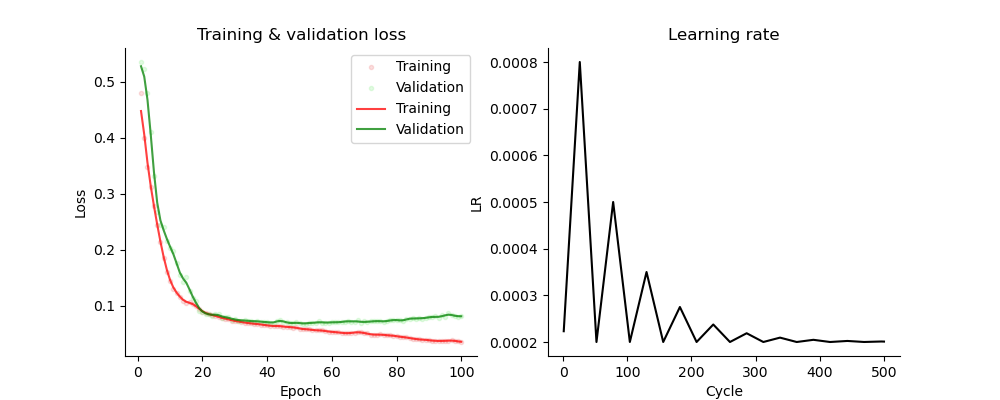 Training & validation loss
Training
Validation
Training
Validation
0.5
0.4
0.3
0.2
0.1
Loss
0
20
40
60
80
100
Epoch
Learning rate
0.0008
0.0007
0.0006
0.0005
0.0004
0.0003
0.0002
LR
0
100
200
300
400
500
Cycle